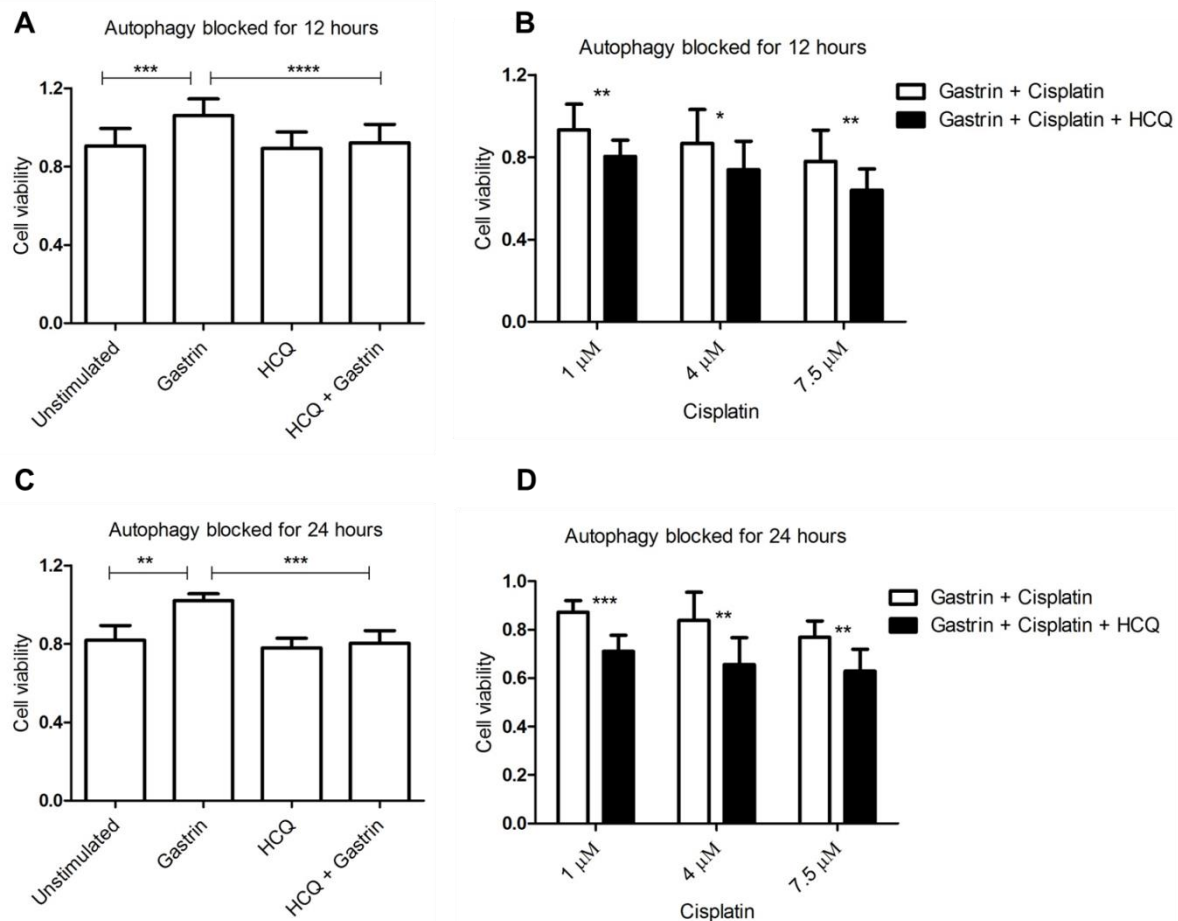 A
Autophagy blocked for 12 hours
*** ****
Cell viability
1.2
0.8
0.4
0.0
Unstimulated
Gastrin
HCQ
HCQ + Gastrin
B
Autophagy blocked for 12 hours
Cell viability
1.2
0.8
0.4
0.0
** * **
1 μM
4 μM
7.5 μM
Cisplatin
Gastrin + Cisplatin
Gastrin + Cisplatin + HCQ
C
Autophagy blocked for 24 hours
** ***
Cell viability
1.2
0.8
0.4
0.0
Unstimulated
Gastrin
HCQ
HCQ + Gastrin
D
Autophagy blocked for 24 hours
Cell viability
1.0
0.8
0.6
0.4
0.2
0.0
*** ** **
1 μM
4 μM
7.5 μM
Cisplatin
Gastrin + Cisplatin
Gastrin + Cisplatin + HCQ